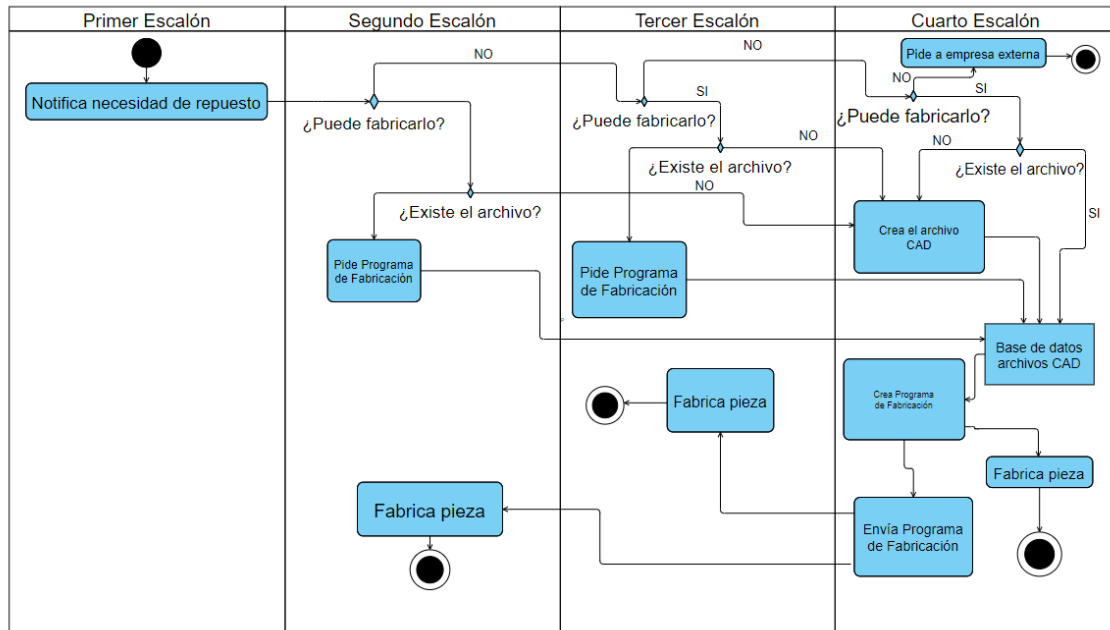 Primer Escalón
Segundo Escalón
Tercer Escalón
Cuarto Escalón
Notifica necesidad de repuesto
NO
¿Puede fabricarlo?
¿Existe el archivo?
NO
Pide Programa
de Fabricación
Fabrica pieza
NO
SI
¿Puede fabricarlo?
NO
¿Existe el archivo?
Pide Programa
de Fabricación
Fabrica pieza
Pide a empresa externa
NO
SI
¿Puede fabricarlo?
NO
¿Existe el archivo?
SI
Crea el archivo
CAD
Base de datos
archivos CAD
Crea Programa
de Fabricación
Fabrica pieza
Envía Programa
de Fabricación